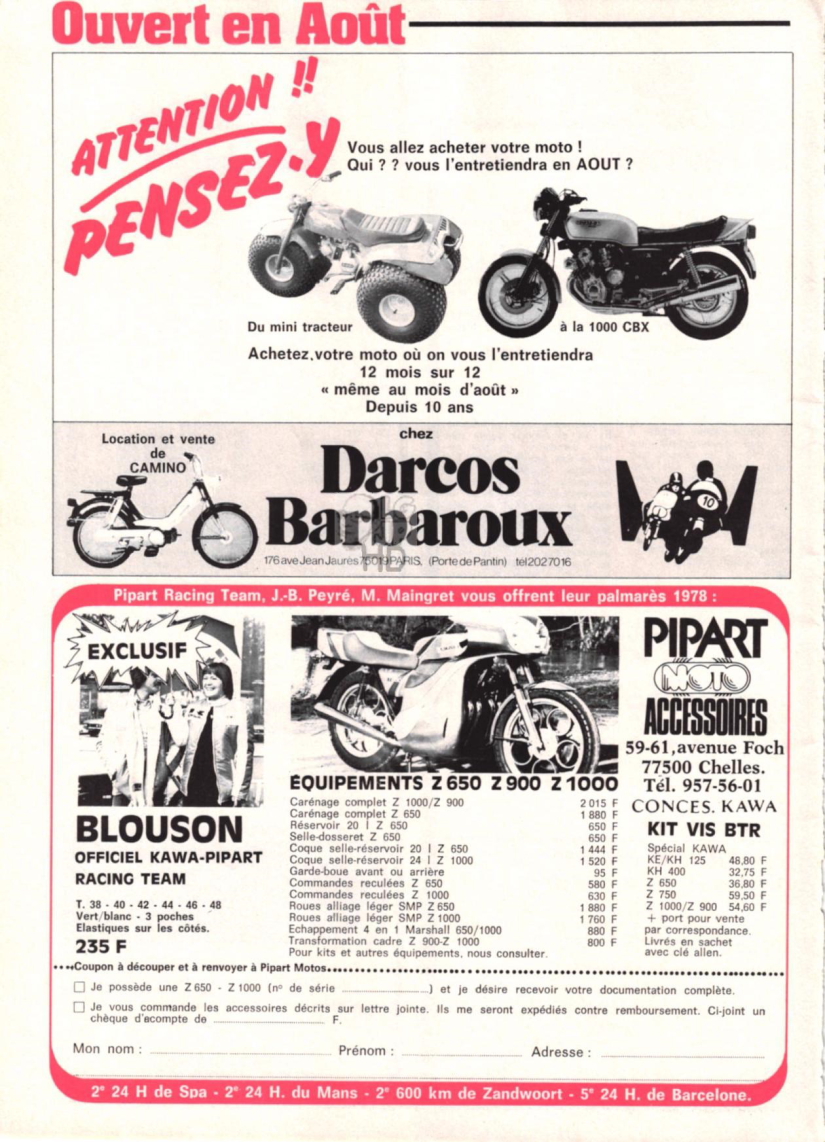 Ouvert en Août
ATTENTION !!
PENSEZ-Y
Vous allez acheter votre moto !
Qui ? ? vous l'entretiendra en AOUT ?
Du mini tracteur
à la 1000 CBX
Achetez.votre moto où on vous l'entretiendra
12 mois sur 12
« même au mois d'août »
Depuis 10 ans
Location et vente
de
CAMINO
chez
Darcos
Barbaroux
10
176 ave Jean Jaurès 75019 PARIS, (Porte de Pantin) tel 202 70 16
Pipart Racing Team, J.-B. Peyré, M. Maingret vous offrent leur palmarès 1978 :
EXCLUSIF
BLOUSON
OFFICIEL KAWA-PIPART
RACING TEAM
T. 38 - 40 - 42 - 44 - 46 - 48
Vert/blanc - 3 poches
Elastiques sur les côtés.
235 F
ÉQUIPEMENTS Z 650 Z 900 Z 1000
Carénage complet Z 1000/Z 900 2 015 F
Carénage complet Z 650 1 880 F
Réservoir 20 l Z 650 650 F
Selle-dosseret Z 650 650 F
Coque selle-réservoir 20 l Z 650 1 444 F
Coque selle-réservoir 24 l Z 1000 1 520 F
Garde-boue avant ou arrière 95 F
Commandes reculées Z 650 580 F
Commandes reculées Z 1000 630 F
Roues alliage léger SMP Z 650 1 880 F
Roues alliage léger SMP Z 1000 1 760 F
Echappement 4 en 1 Marshall 650/1000 880 F
Transformation cadre Z 900-Z 1000 800 F
Pour kits et autres équipements, nous consulter.
PIPART
MOTO
ACCESSOIRES
59-61, avenue Foch
77500 Chelles.
Tél. 957-56-01
CONCES. KAWA
KIT VIS BTR
Spécial KAWA
KE/KH 125 46,80 F
KH 400 32,75 F
Z 650 36,80 F
Z 750 59,50 F
Z 1000/Z 900 54,60 F
+ port pour vente
par correspondance.
Livrés en sachet
avec clé allen.
Coupon à découper et à renvoyer à Pipart Motos
Je possède une Z 650 - Z 1000 (n° de série ) et je désire recevoir votre documentation complète.
Je vous commande les accessoires décrits sur lettre jointe. Ils me seront expédiés contre remboursement. Ci-joint un
chèque d'acompte de F.
Mon nom : Prénom : Adresse :
2e 24 H de Spa - 2e 24 H. du Mans - 2e 600 km de Zandwoort - 5e 24 H. de Barcelone.